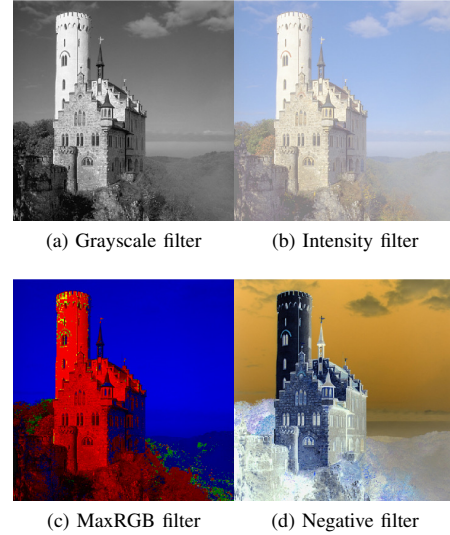 (a) Grayscale filter
(b) Intensity filter
(c) MaxRGB filter
(d) Negative filter